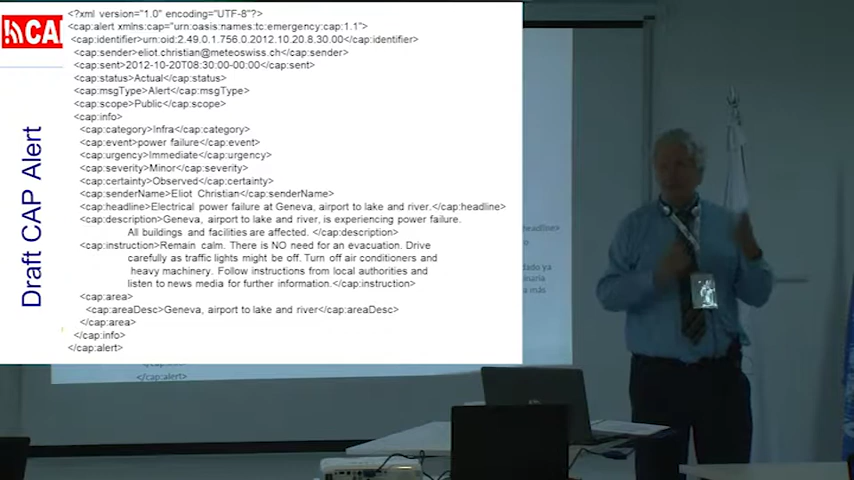 CAP
Draft CAP Alert
<?xml version="1.0" encoding="UTF-8"?>
<cap:alert xmlns:cap="urn:oasis:names:tc:emergency:cap:1.1">
<cap:identifier>urn:oid:2.49.0.1.756.0.2012.10.20.8.30.00</cap:identifier>
<cap:sender>eliot.christian@meteoswiss.ch</cap:sender>
<cap:sent>2012-10-20T08:30:00-00:00</cap:sent>
<cap:status>Actual</cap:status>
<cap:msgType>Alert</cap:msgType>
<cap:scope>Public</cap:scope>
<cap:info>
<cap:category>Infra</cap:category>
<cap:event>power failure</cap:event>
<cap:urgency>Immediate</cap:urgency>
<cap:severity>Minor</cap:severity>
<cap:certainty>Observed</cap:certainty>
<cap:senderName>Eliot Christian</cap:senderName>
<cap:headline>Electrical power failure at Geneva, airport to lake and river.</cap:headline>
<cap:description>Geneva, airport to lake and river, is experiencing power failure.
All buildings and facilities are affected. </cap:description>
<cap:instruction>Remain calm. There is NO need for an evacuation. Drive
carefully as traffic lights might be off. Turn off air conditioners and
heavy machinery. Follow instructions from local authorities and
listen to news media for further information.</cap:instruction>
<cap:area>
<cap:areaDesc>Geneva, airport to lake and river</cap:areaDesc>
</cap:area>
</cap:info>
</cap:alert>
headline>
o
dado ya
inaria
a más
</cap:alert>